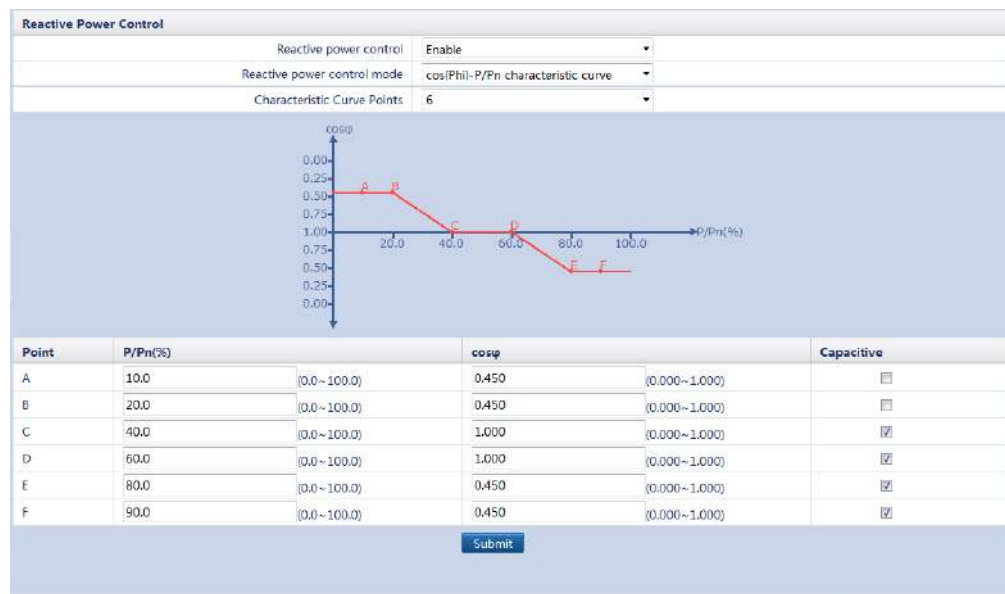 Reactive Power Control
Reactive power control Enable
Reactive power control mode cos(Phi)-P/Pn characteristic curve
Characteristic Curve Points 6
cosφ
0.00
0.25
A B
0.50
0.75
C D
1.00 20.0 40.0 60.0 80.0 100.0 P/Pn(%)
0.75
E F
0.50
0.25
0.00
Point P/Pn(%) cosφ Capacitive
A 10.0 (0.0~100.0) 0.450 (0.000~1.000)
B 20.0 (0.0~100.0) 0.450 (0.000~1.000)
C 40.0 (0.0~100.0) 1.000 (0.000~1.000)
D 60.0 (0.0~100.0) 1.000 (0.000~1.000)
E 80.0 (0.0~100.0) 0.450 (0.000~1.000)
F 90.0 (0.0~100.0) 0.450 (0.000~1.000)
Submit